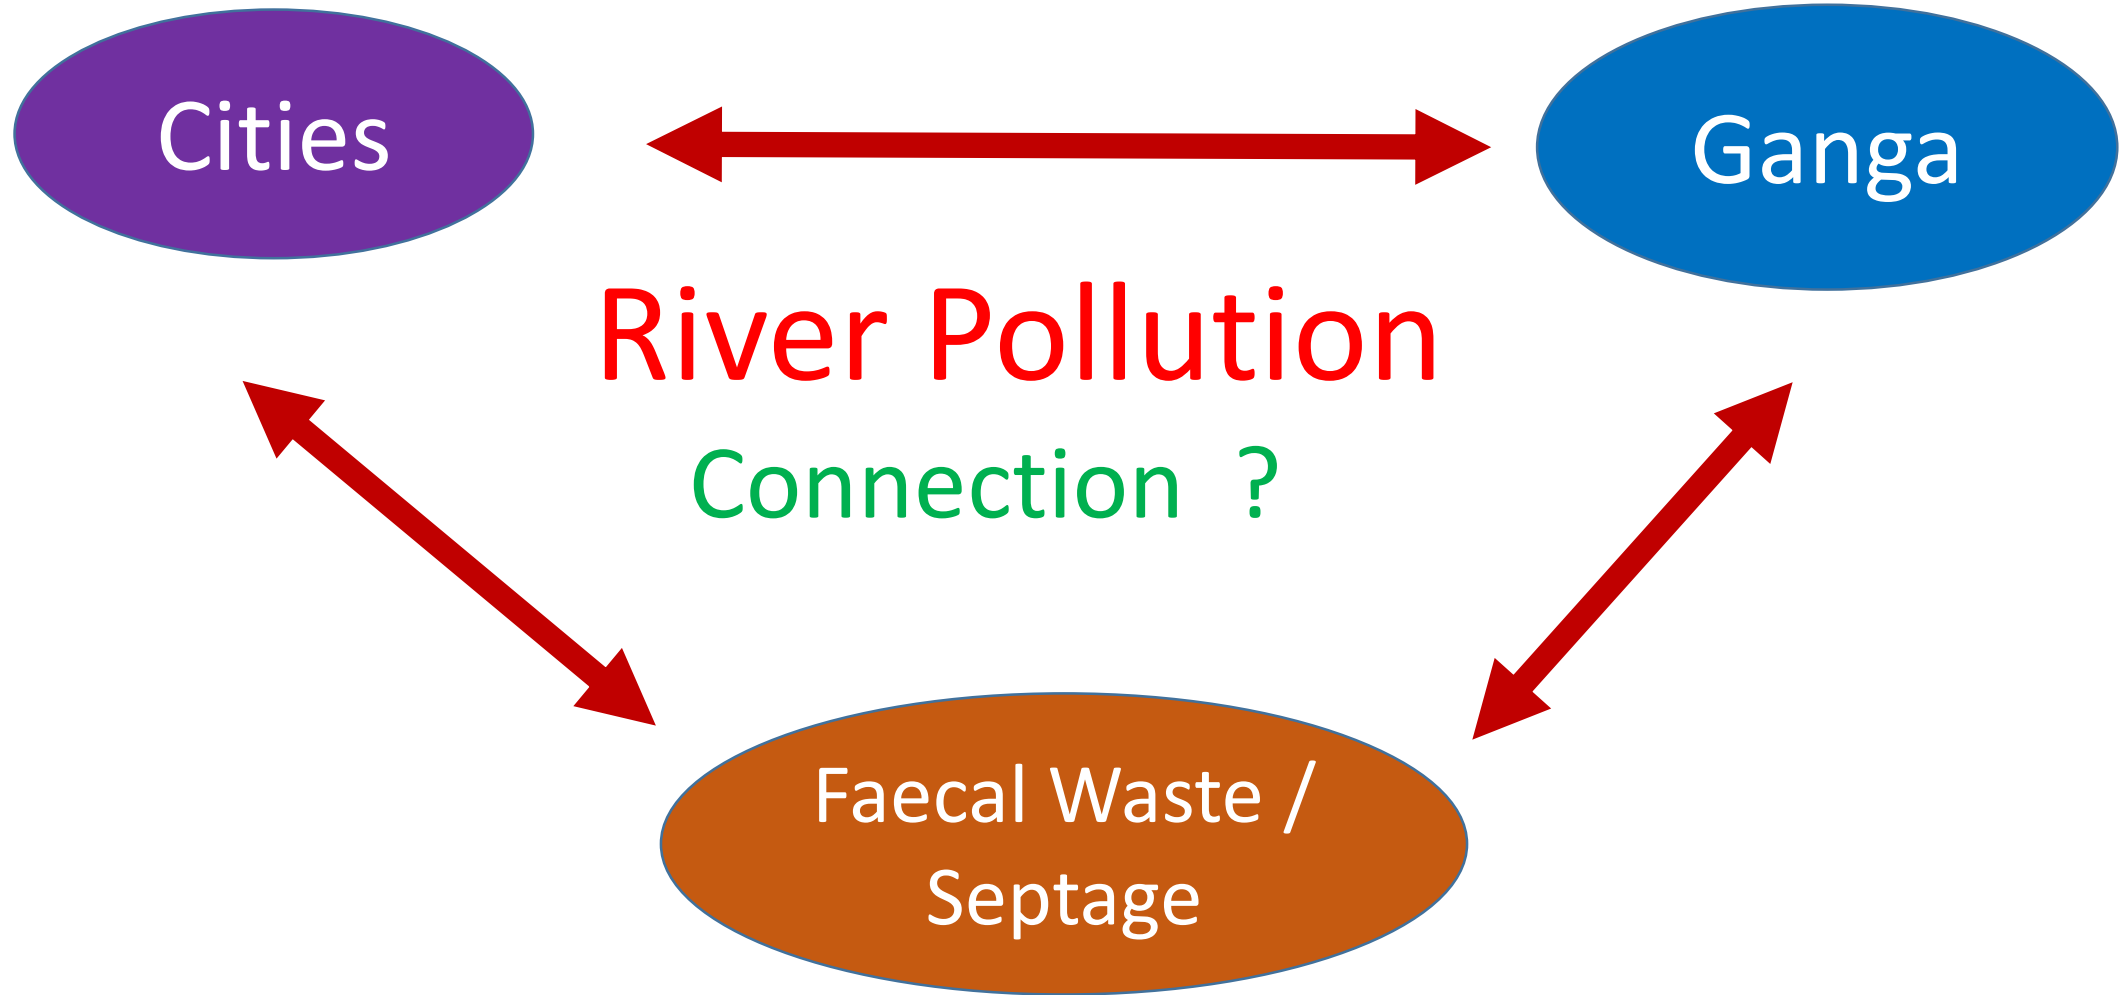 Cities
Ganga
River Pollution
Connection ?
Faecal Waste /
Septage